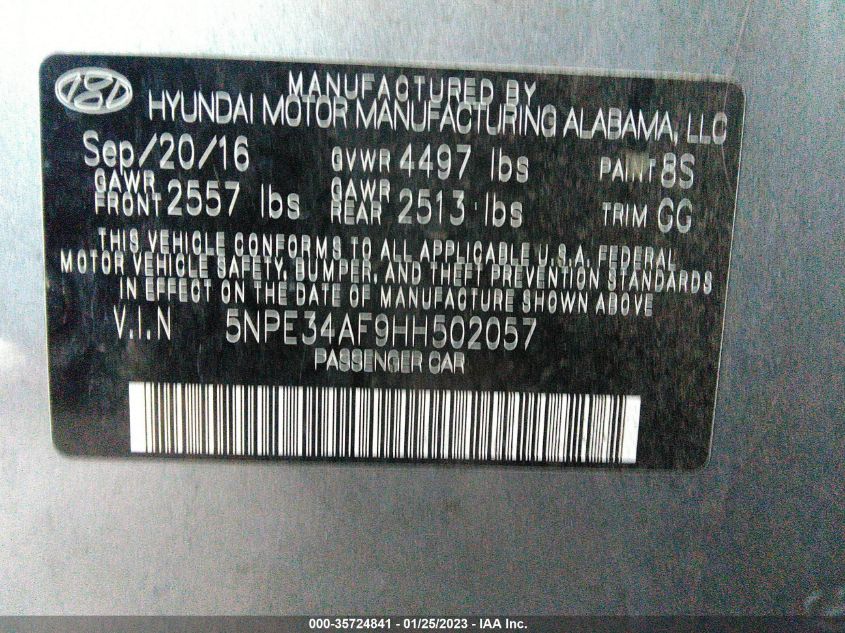 MANUFACTURED BY
HYUNDAI MOTOR MANUFACTURING ALABAMA, LLC
Sep/20/16 GVWR 4497 lbs PAINT 8S
GAWR FRONT 2557 lbs GAWR REAR 2513 lbs TRIM GG
THIS VEHICLE CONFORMS TO ALL APPLICABLE U.S.A. FEDERAL
MOTOR VEHICLE SAFETY, BUMPER, AND THEFT PREVENTION STANDARDS
IN EFFECT ON THE DATE OF MANUFACTURE SHOWN ABOVE
V.I.N 5NPE34AF9HH502057
PASSENGER CAR
000-35724841 — 01/25/2023 — IAA Inc.